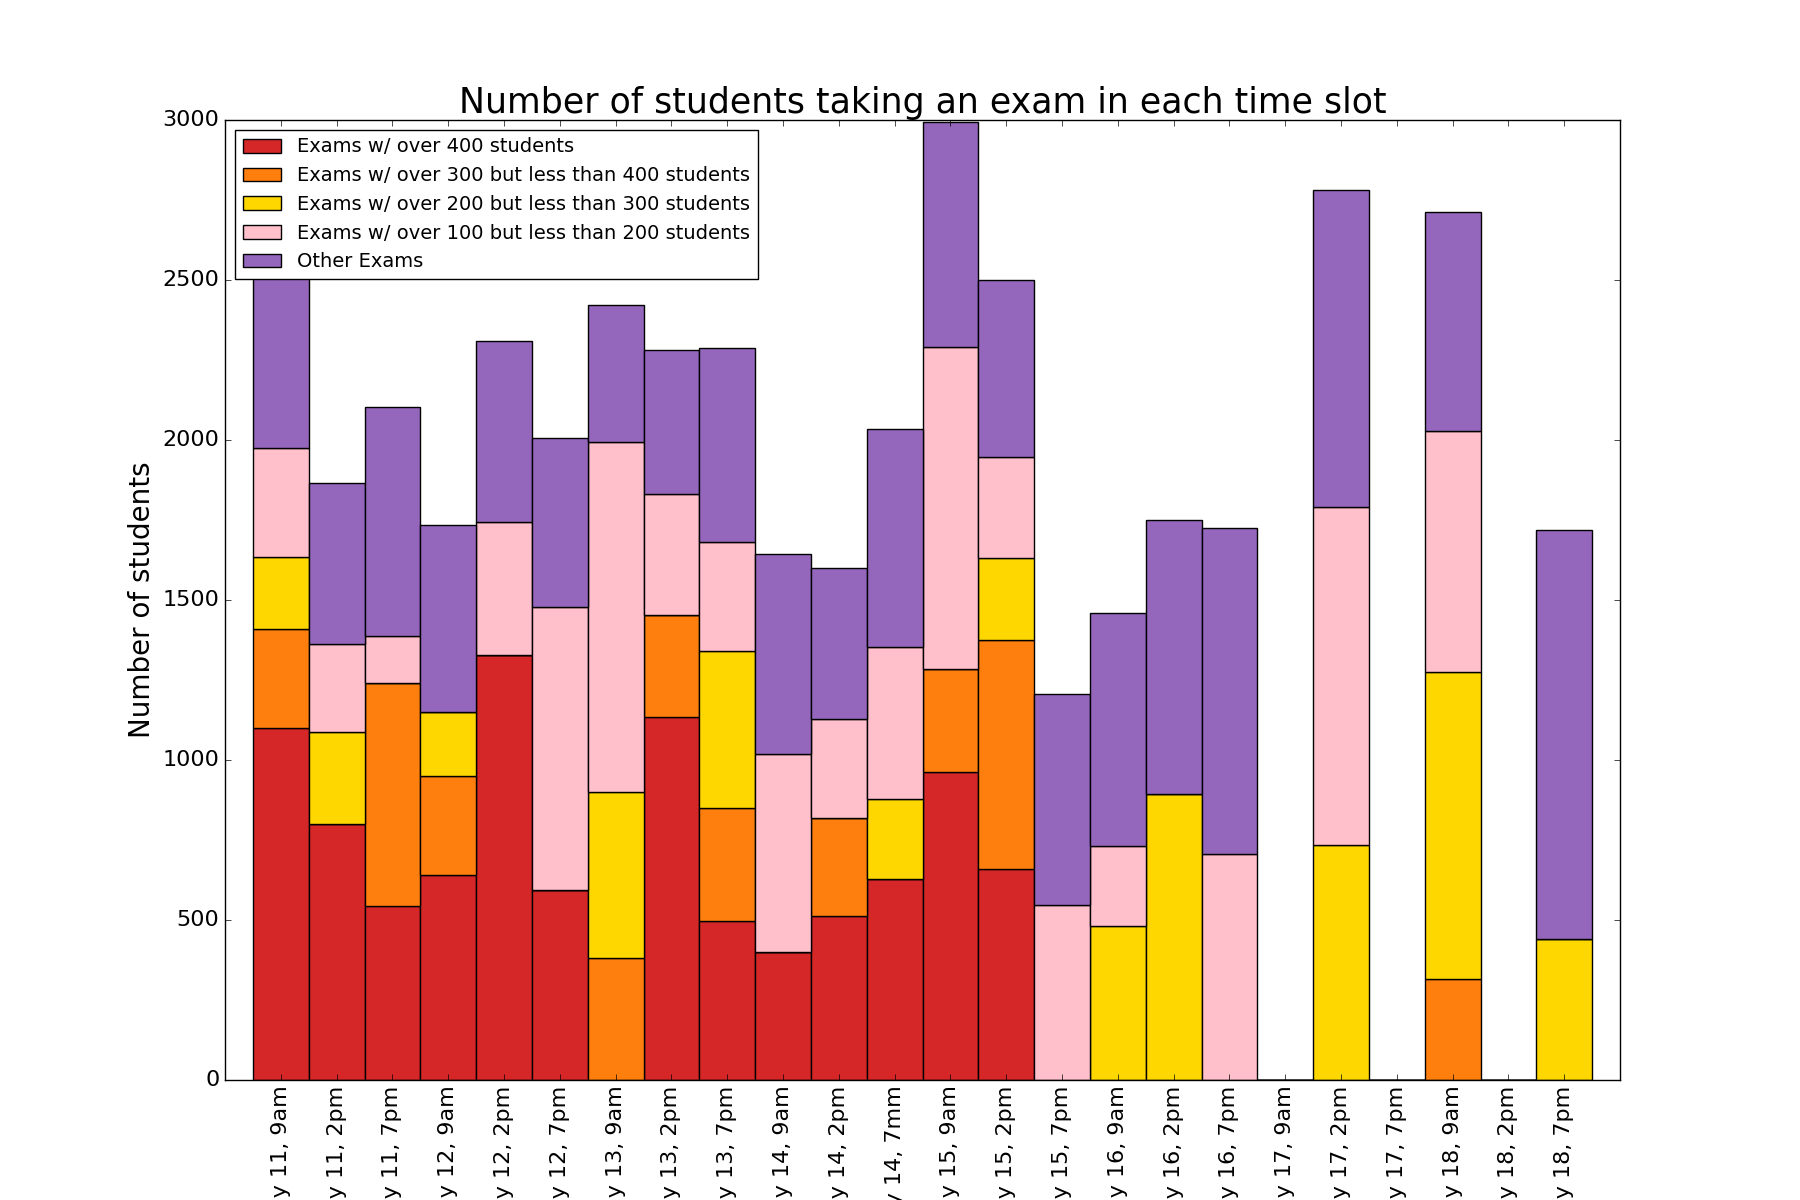 Number of students taking an exam in each time slot
Exams w/ over 400 students
Exams w/ over 300 but less than 400 students
Exams w/ over 200 but less than 300 students
Exams w/ over 100 but less than 200 students
Other Exams
Number of students
3000
2500
2000
1500
1000
500
0
y 11, 9am
y 11, 2pm
y 11, 7pm
y 12, 9am
y 12, 2pm
y 12, 7pm
y 13, 9am
y 13, 2pm
y 13, 7pm
y 14, 9am
y 14, 2pm
y 14, 7mm
y 15, 9am
y 15, 2pm
y 15, 7pm
y 16, 9am
y 16, 2pm
y 16, 7pm
y 17, 9am
y 17, 2pm
y 17, 7pm
y 18, 9am
y 18, 2pm
y 18, 7pm